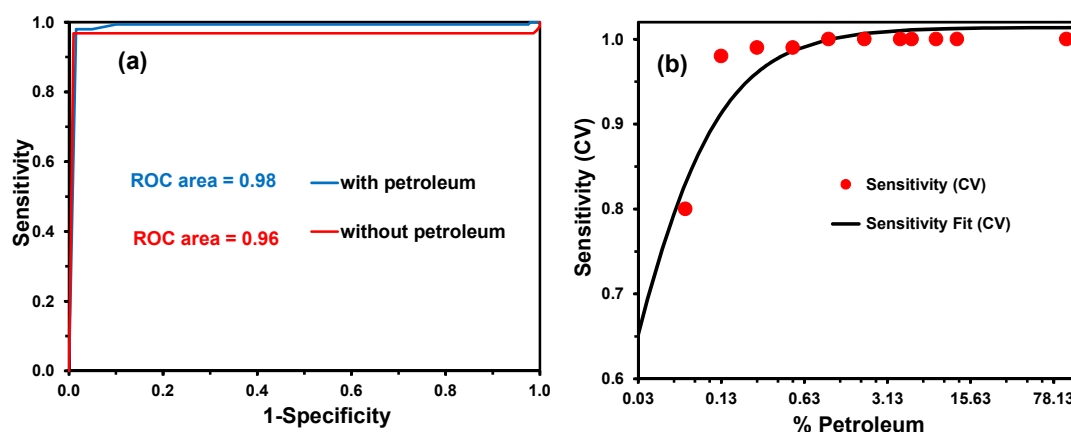 (a)
Sensitivity
1.0
0.8
0.6
0.4
0.2
0.0
ROC area = 0.98
with petroleum
ROC area = 0.96
without petroleum
0.0 0.2 0.4 0.6 0.8 1.0
1-Specificity
(b)
Sensitivity (CV)
1.0
0.9
0.8
0.7
0.6
Sensitivity (CV)
Sensitivity Fit (CV)
0.03 0.13 0.63 3.13 15.63 78.13
% Petroleum